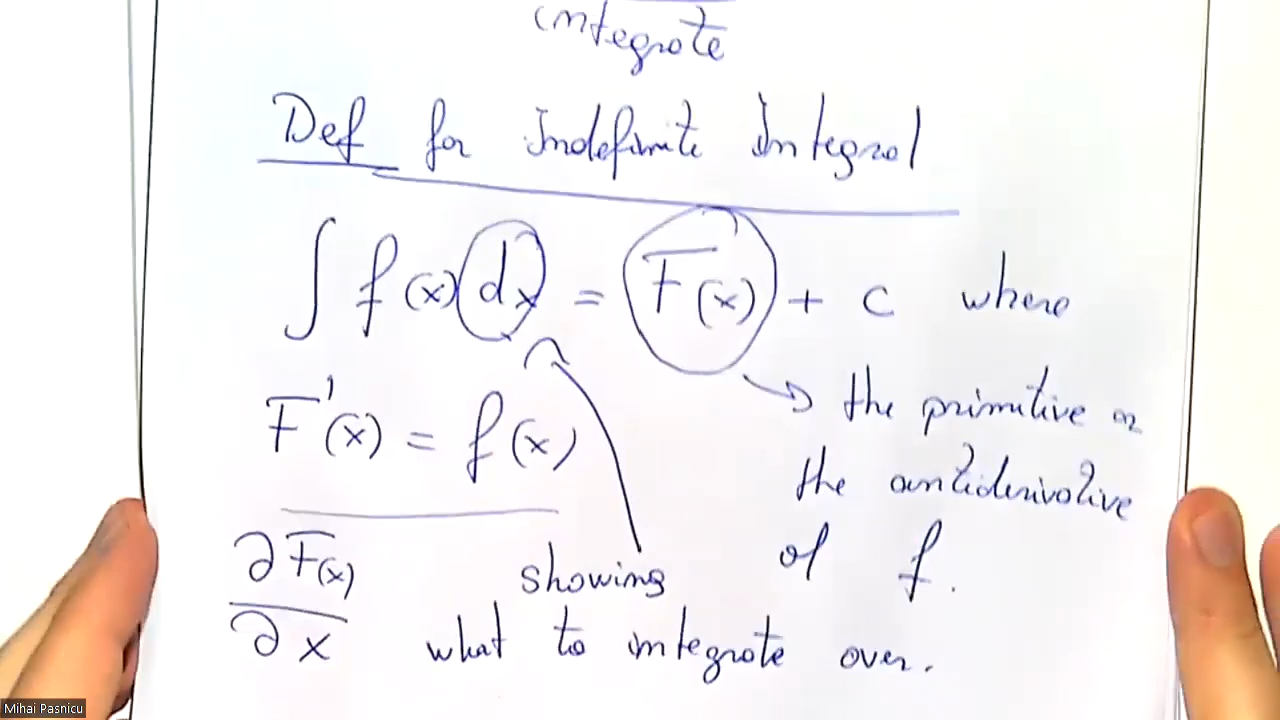 integrate
Def for Indefinite Integral
∫ f(x) dx = F(x) + c where
F'(x) = f(x)
the primitive or
the antiderivative
of f.
∂F(x)
∂x
showing
what to integrate over.
Mihai Pasnicu